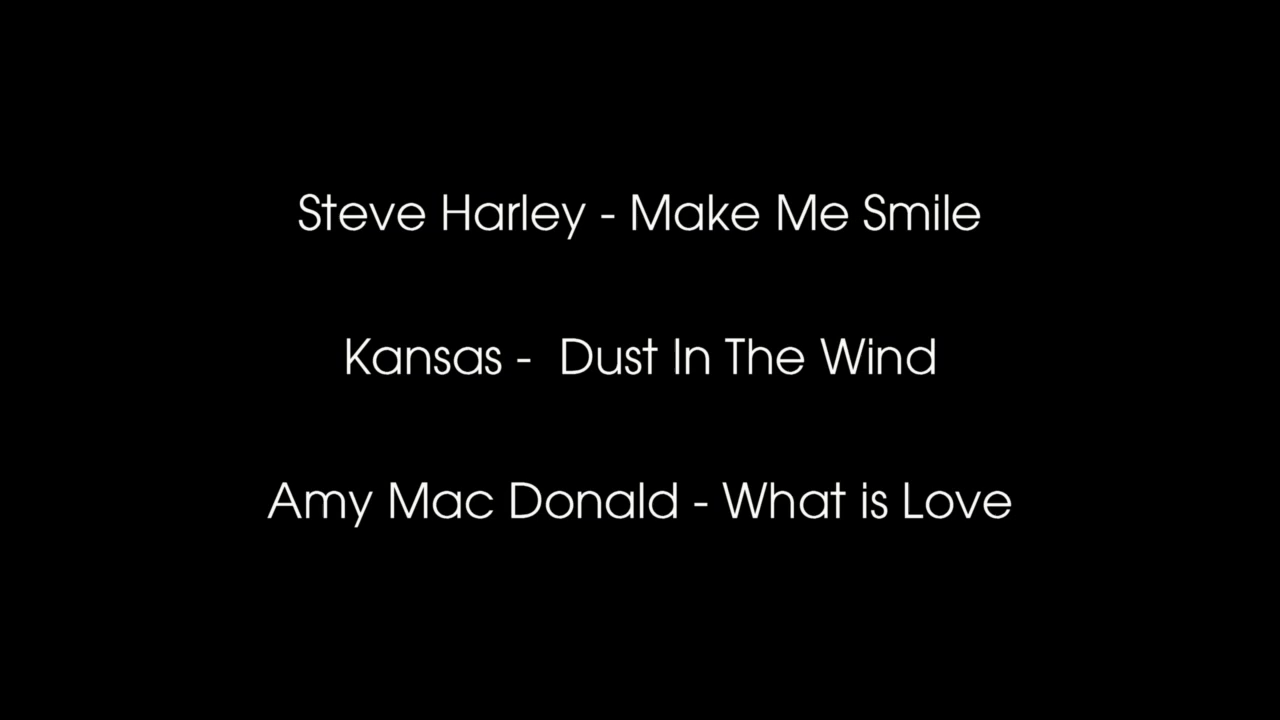 Steve Harley - Make Me Smile
Kansas -  Dust In The Wind
Amy Mac Donald - What is Love